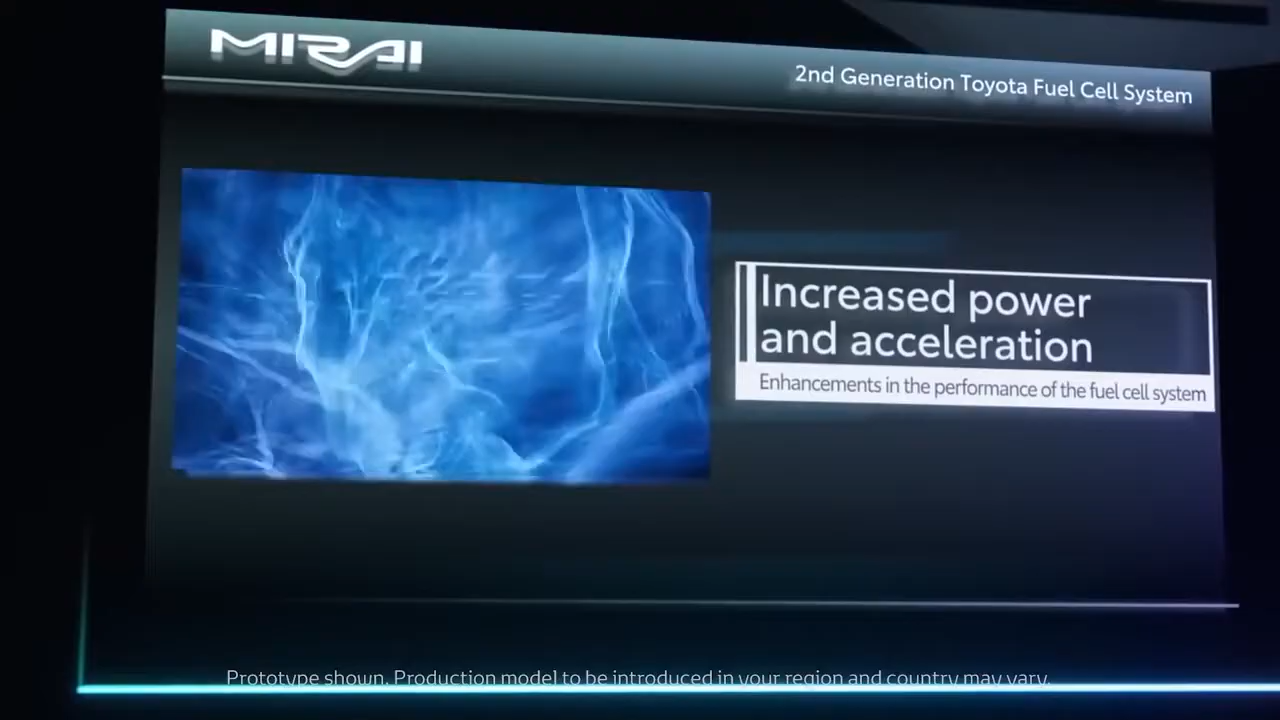 MIRAI
2nd Generation Toyota Fuel Cell System
Increased power
and acceleration
Enhancements in the performance of the fuel cell system
Prototype shown. Production model to be introduced in your region and country may vary.